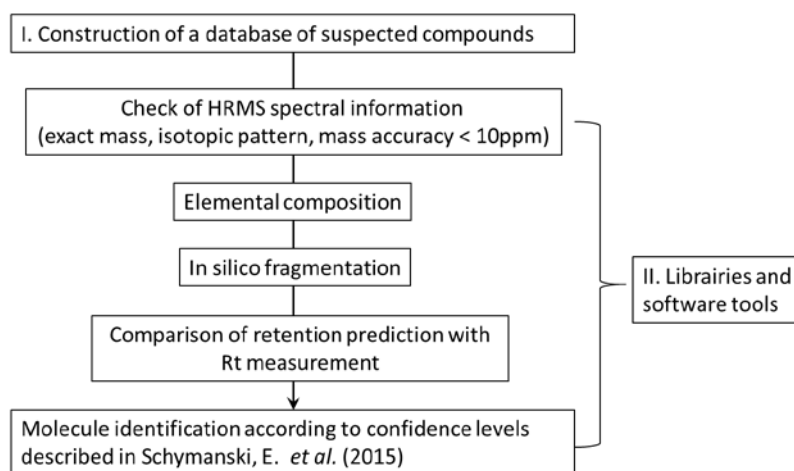 I. Construction of a database of suspected compounds
Check of HRMS spectral information
(exact mass, isotopic pattern, mass accuracy < 10ppm)
Elemental composition
In silico fragmentation
Comparison of retention prediction with
Rt measurement
Molecule identification according to confidence levels
described in Schymanski, E. et al. (2015)
II. Librairies and
software tools